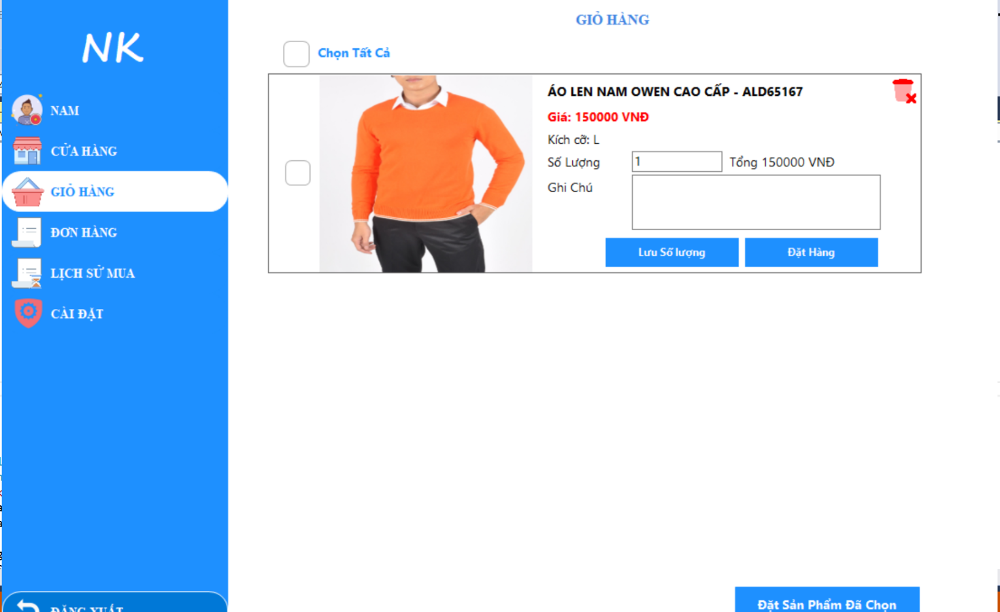 NK
NAM
CỬA HÀNG
GIỎ HÀNG
ĐƠN HÀNG
LỊCH SỬ MUA
CÀI ĐẶT
ĐĂNG XUẤT
GIỎ HÀNG
Chọn Tất Cả
ÁO LEN NAM OWEN CAO CẤP - ALD65167
Giá: 150000 VNĐ
Kích cỡ: L
Số Lượng 1 Tổng 150000 VNĐ
Ghi Chú
Lưu Số lượng Đặt Hàng
Đặt Sản Phẩm Đã Chọn